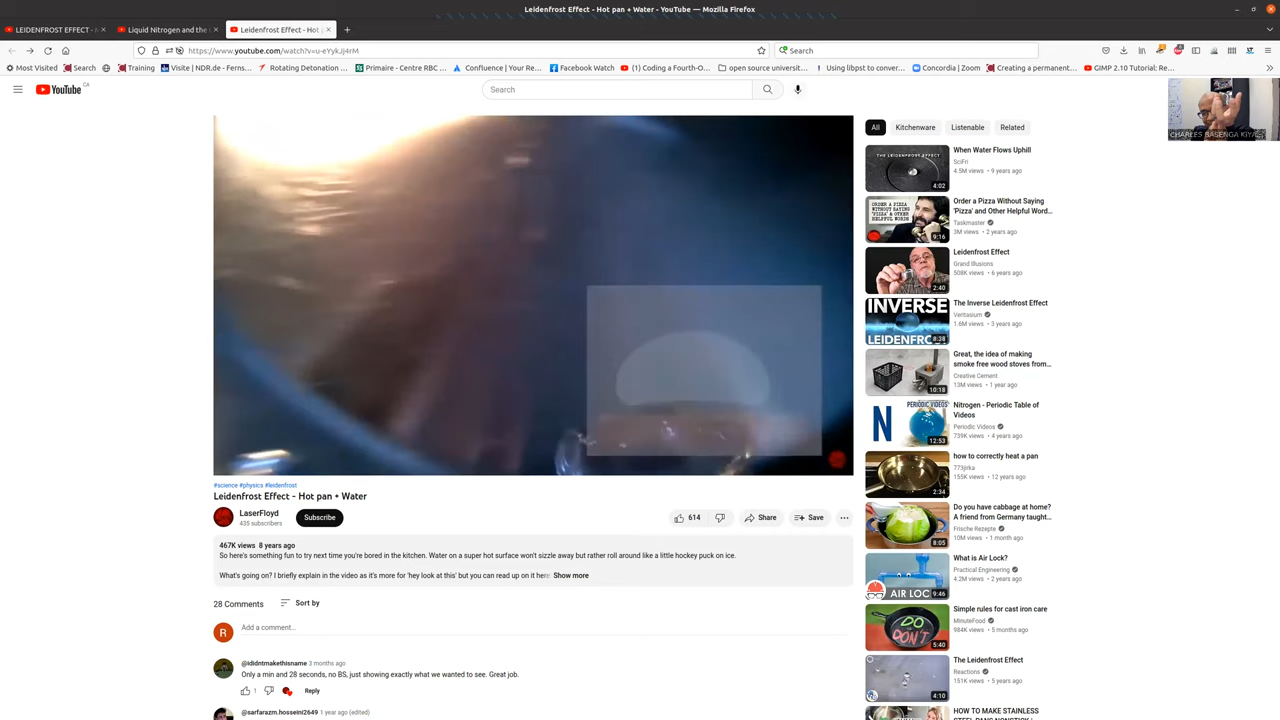 Leidenfrost Effect - Hot pan + Water - YouTube — Mozilla Firefox
LEIDENFROST EFFECT - 
Liquid Nitrogen and the
Leidenfrost Effect - Hot
https://www.youtube.com/watch?v=u-eYykJj4rM
Search
Most Visited
Search
Training
Visite | NDR.de - Ferns…
Rotating Detonation …
Primaire - Centre RBC …
Confluence | Your Re…
Facebook Watch
(1) Coding a Fourth-O…
open source universit…
Using libpst to conver…
Concordia | Zoom
Creating a permanent…
GIMP 2.10 Tutorial: Re…
YouTube CA
Search
All
Kitchenware
Listenable
Related
THE LEIDENFROST EFFECT
4:02
When Water Flows Uphill
SciFri
4.5M views • 9 years ago
ORDER A PIZZA WITHOUT SAYING 'PIZZA' & OTHER HELPFUL WORDS
9:16
Order a Pizza Without Saying
'Pizza' and Other Helpful Word…
Taskmaster
3M views • 2 years ago
2:40
Leidenfrost Effect
Grand Illusions
508K views • 6 years ago
INVERSE
LEIDENFROST
8:38
The Inverse Leidenfrost Effect
Veritasium
1.6M views • 3 years ago
10:18
Great, the idea of making
smoke free wood stoves from…
Creative Cement
13M views • 1 year ago
PERIODIC VIDEOS
N
12:53
Nitrogen - Periodic Table of
Videos
Periodic Videos
739K views • 4 years ago
2:34
how to correctly heat a pan
773jirka
155K views • 12 years ago
8:05
Do you have cabbage at home?
A friend from Germany taught…
Frische Rezepte
10M views • 1 month ago
AIR LOC
9:46
What is Air Lock?
Practical Engineering
4.2M views • 2 years ago
DO
DON'T
5:40
Simple rules for cast iron care
MinuteFood
984K views • 5 months ago
4:10
The Leidenfrost Effect
Reactions
151K views • 5 years ago
HOW TO MAKE STAINLESS
#science #physics #leidenfrost
Leidenfrost Effect - Hot pan + Water
LaserFloyd
435 subscribers
Subscribe
614
Share
Save
467K views 8 years ago
So here's something fun to try next time you're bored in the kitchen. Water on a super hot surface won't sizzle away but rather roll around like a little hockey puck on ice.
What's going on? I briefly explain in the video as it's more for 'hey look at this' but you can read up on it here: Show more
28 Comments
Sort by
R
Add a comment...
@ididntmakethisname 3 months ago
Only a min and 28 seconds, no BS, just showing exactly what we wanted to see. Great job.
1
Reply
@sarfarazm.hosseini2649 1 year ago (edited)